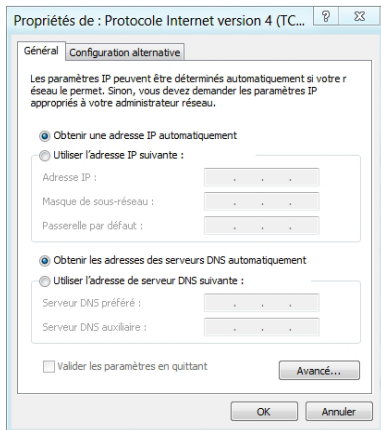 Propriétés de : Protocole Internet version 4 (TC...
Général
Configuration alternative
Les paramètres IP peuvent être déterminés automatiquement si votre r
éseau le permet. Sinon, vous devez demander les paramètres IP
appropriés à votre administrateur réseau.
Obtenir une adresse IP automatiquement
Utiliser l'adresse IP suivante :
Adresse IP :
Masque de sous-réseau :
Passerelle par défaut :
Obtenir les adresses des serveurs DNS automatiquement
Utiliser l'adresse de serveur DNS suivante :
Serveur DNS préféré :
Serveur DNS auxiliaire :
Valider les paramètres en quittant
Avancé...
OK
Annuler